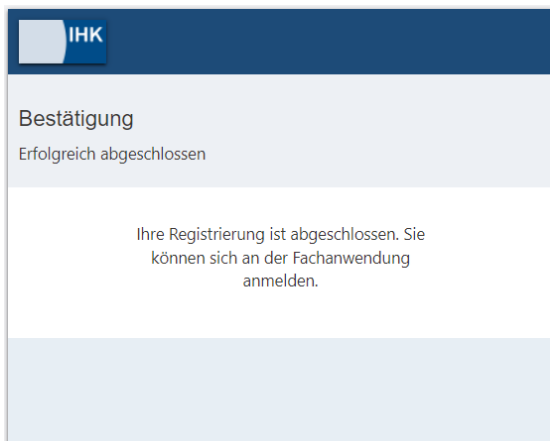 IHK
Bestätigung
Erfolgreich abgeschlossen
Ihre Registrierung ist abgeschlossen. Sie
können sich an der Fachanwendung
anmelden.